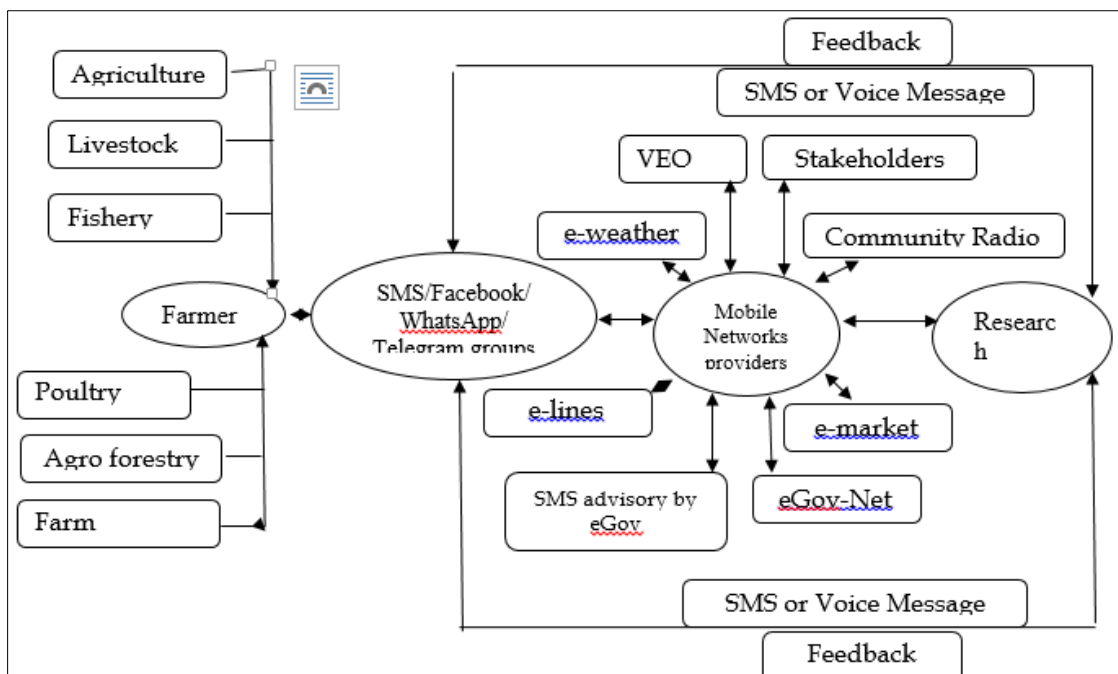 Feedback
Agriculture
SMS or Voice Message
Livestock
VEO
Stakeholders
Fishery
e-weather
Community Radio
Farmer
SMS/Facebook/
WhatsApp/
Telegram groups
Mobile
Networks
providers
Researc
h
Poultry
e-lines
e-market
Agro forestry
SMS advisory by
eGov
eGov-Net
Farm
SMS or Voice Message
Feedback